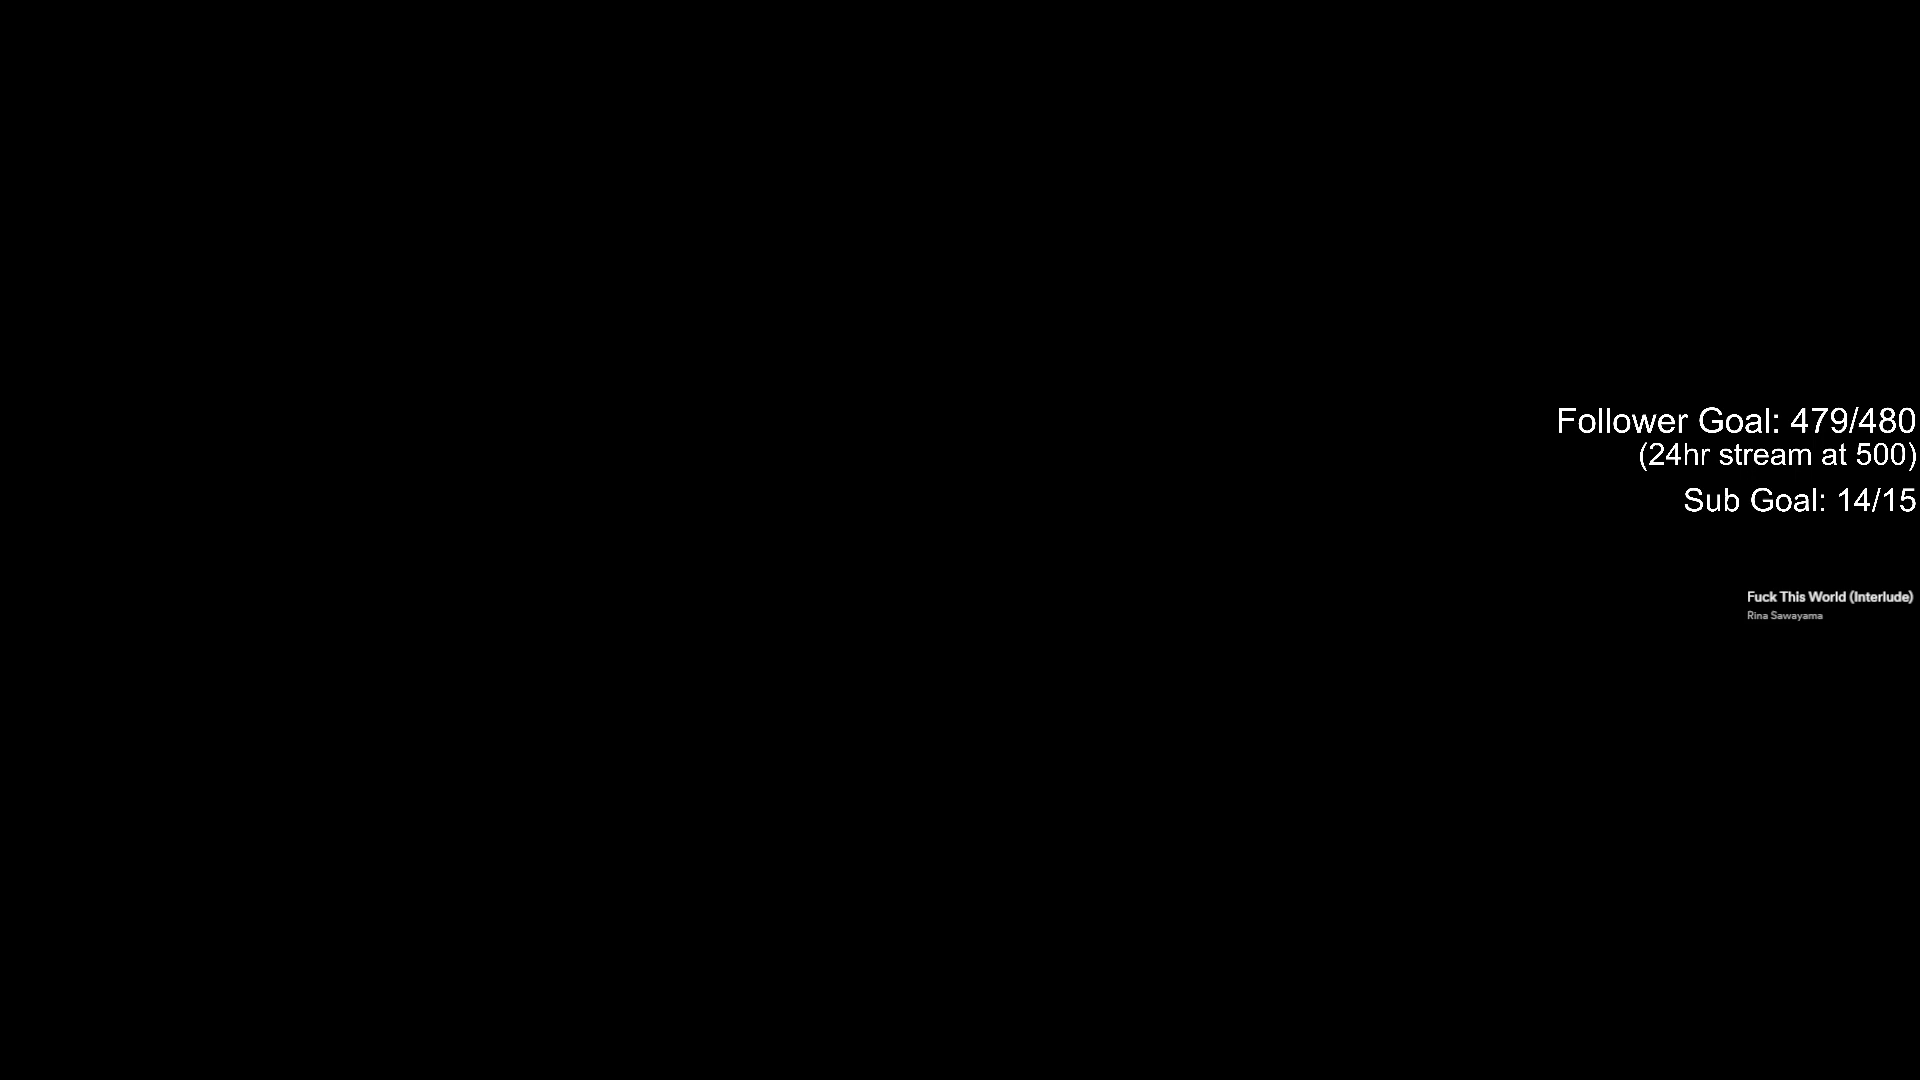 Follower Goal: 479/480
(24hr stream at 500)
Sub Goal: 14/15
Fuck This World (Interlude)
Rina Sawayama